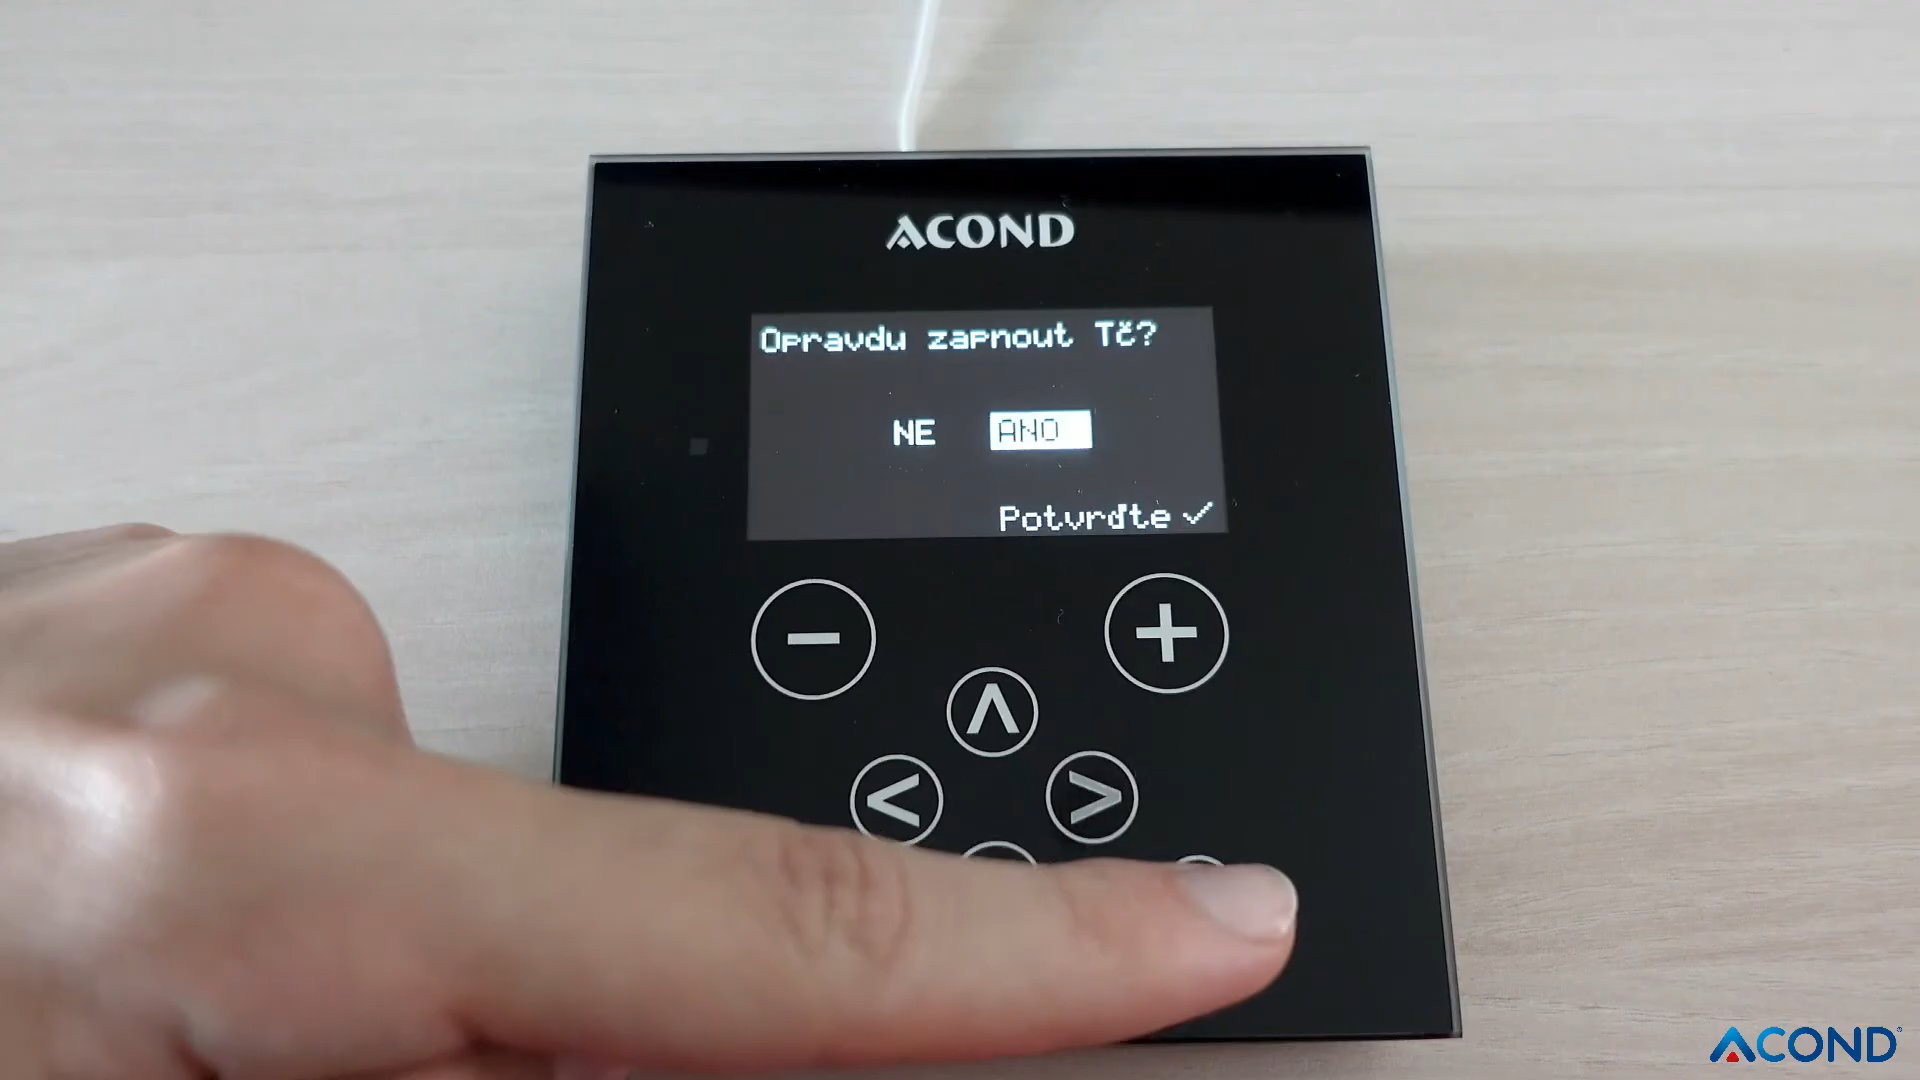 ACOND
Opravdu zapnout Tč?
NE ANO
Potvrďte ✓
− +
∧
< >
ACOND